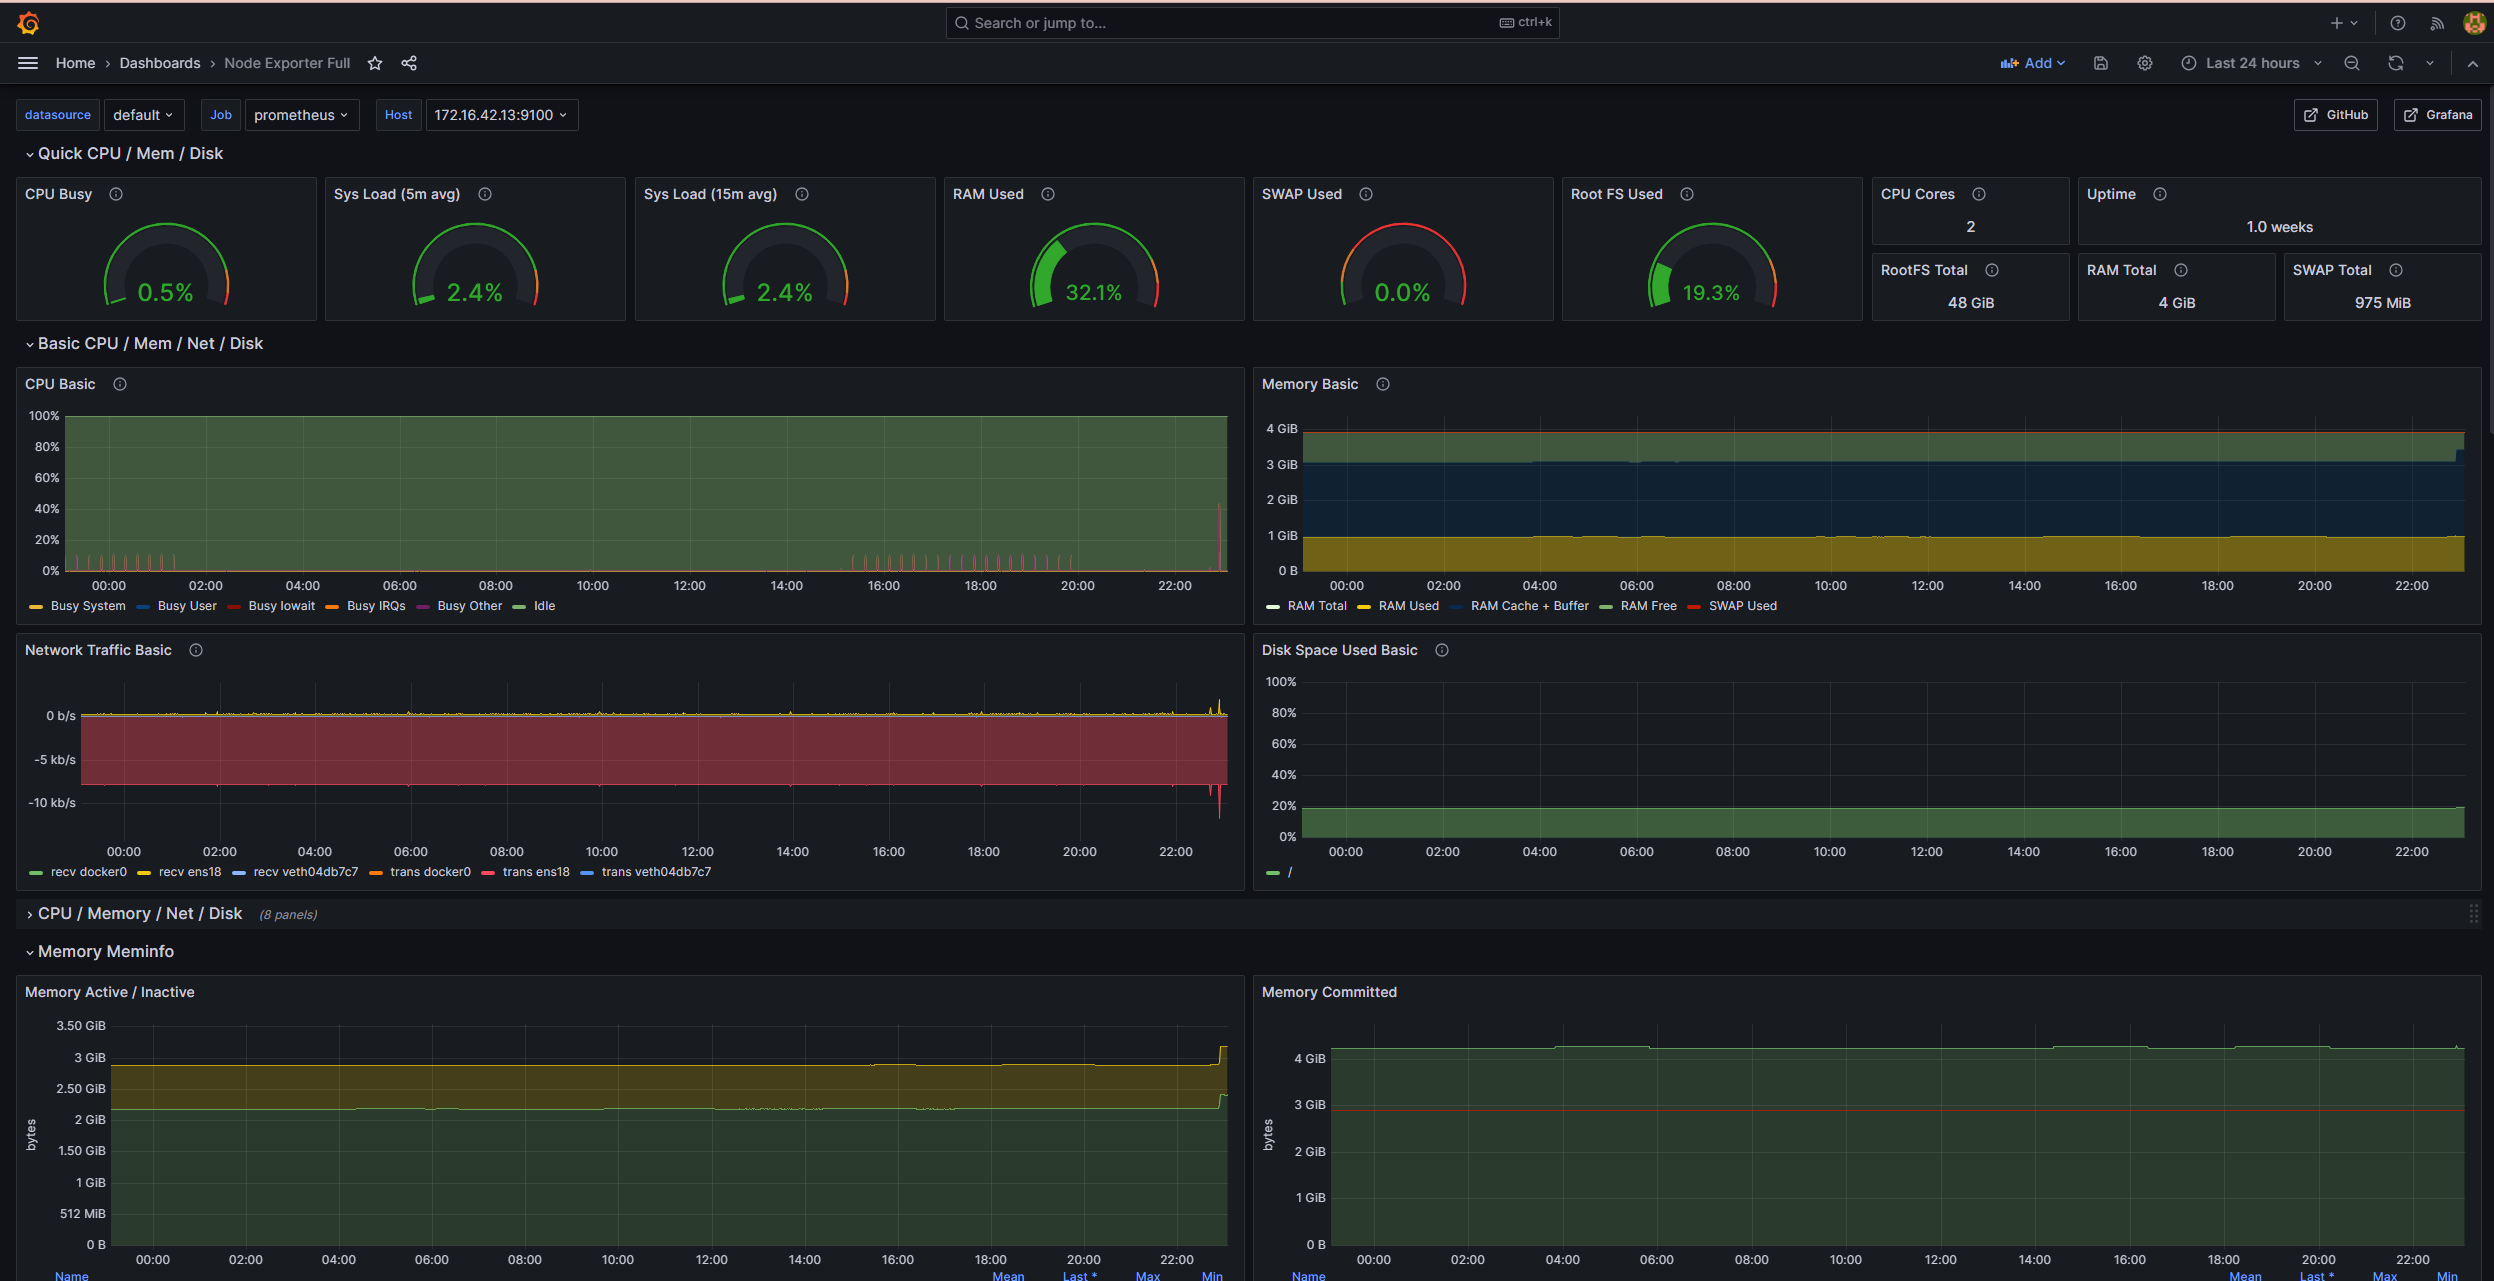 Search or jump to... ctrl+k
Home › Dashboards › Node Exporter Full
Add Last 24 hours
datasource default Job prometheus Host 172.16.42.13:9100 GitHub Grafana
Quick CPU / Mem / Disk
CPU Busy Sys Load (5m avg) Sys Load (15m avg) RAM Used SWAP Used Root FS Used CPU Cores Uptime
2 1.0 weeks
RootFS Total RAM Total SWAP Total
0.5% 2.4% 2.4% 32.1% 0.0% 19.3%
48 GiB 4 GiB 975 MiB
Basic CPU / Mem / Net / Disk
CPU Basic
100%
80%
60%
40%
20%
0%
00:00 02:00 04:00 06:00 08:00 10:00 12:00 14:00 16:00 18:00 20:00 22:00
Busy System Busy User Busy Iowait Busy IRQs Busy Other Idle
Memory Basic
4 GiB
3 GiB
2 GiB
1 GiB
0 B
00:00 02:00 04:00 06:00 08:00 10:00 12:00 14:00 16:00 18:00 20:00 22:00
RAM Total RAM Used RAM Cache + Buffer RAM Free SWAP Used
Network Traffic Basic
0 b/s
-5 kb/s
-10 kb/s
00:00 02:00 04:00 06:00 08:00 10:00 12:00 14:00 16:00 18:00 20:00 22:00
recv docker0 recv ens18 recv veth04db7c7 trans docker0 trans ens18 trans veth04db7c7
Disk Space Used Basic
100%
80%
60%
40%
20%
0%
00:00 02:00 04:00 06:00 08:00 10:00 12:00 14:00 16:00 18:00 20:00 22:00
/
CPU / Memory / Net / Disk (8 panels)
Memory Meminfo
Memory Active / Inactive
bytes
3.50 GiB
3 GiB
2.50 GiB
2 GiB
1.50 GiB
1 GiB
512 MiB
0 B
00:00 02:00 04:00 06:00 08:00 10:00 12:00 14:00 16:00 18:00 20:00 22:00
Name Mean Last * Max Min
Memory Committed
bytes
4 GiB
3 GiB
2 GiB
1 GiB
0 B
00:00 02:00 04:00 06:00 08:00 10:00 12:00 14:00 16:00 18:00 20:00 22:00
Name Mean Last * Max Min